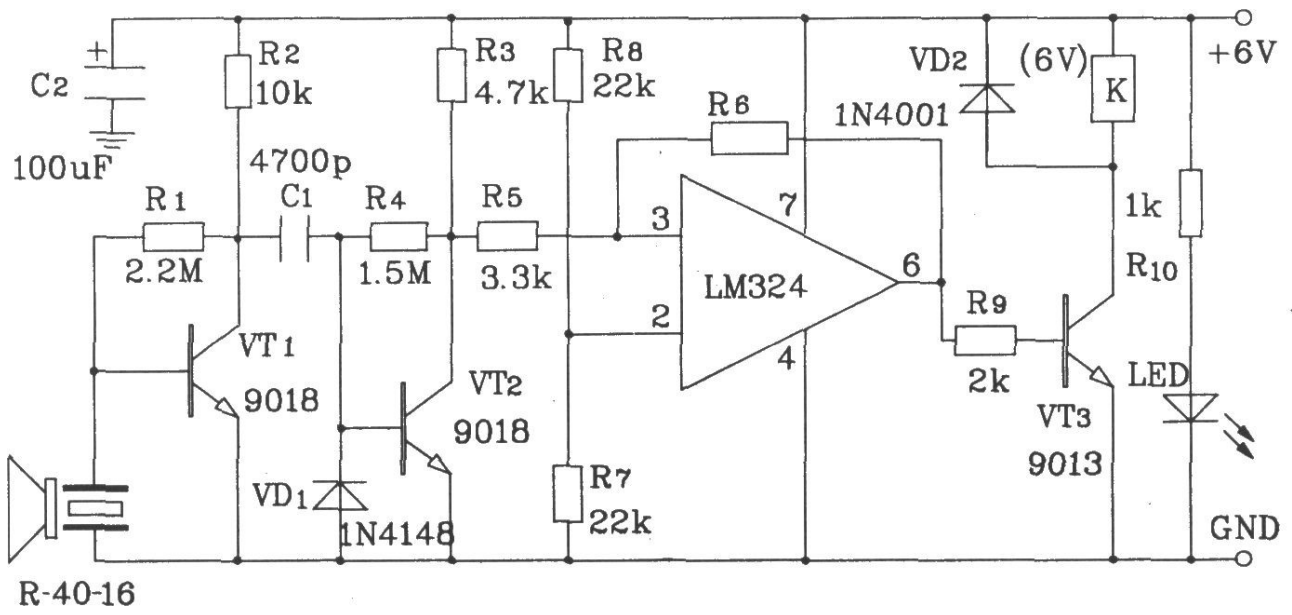 +
C2
100uF
R2
10k
R3
4.7k
R8
22k
R6
VD2
1N4001
(6V)
K
+6V
4700p
C1
R1
2.2M
R4
1.5M
R5
3.3k
3
7
LM324
6
2
4
1k
R10
R9
2k
VT1
9018
VT2
9018
VT3
9013
LED
VD1
1N4148
R7
22k
GND
R-40-16